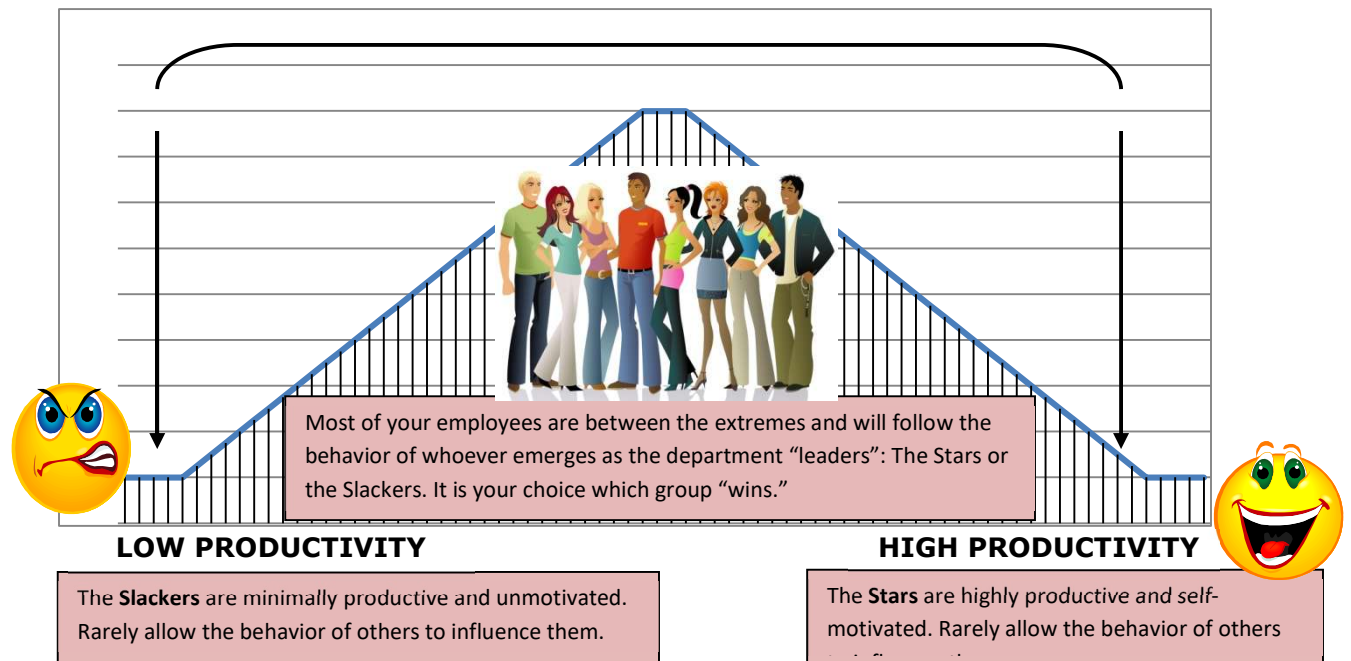 Most of your employees are between the extremes and will follow the
behavior of whoever emerges as the department “leaders”: The Stars or
the Slackers. It is your choice which group “wins.”
LOW PRODUCTIVITY
HIGH PRODUCTIVITY
The Slackers are minimally productive and unmotivated.
Rarely allow the behavior of others to influence them.
The Stars are highly productive and self-
motivated. Rarely allow the behavior of others